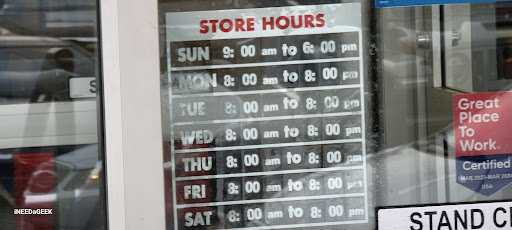 STORE HOURS
SUN 9:00 am to 6:00 pm
MON 8:00 am to 8:00 pm
TUE 8:00 am to 8:00 pm
WED 8:00 am to 8:00 pm
THU 8:00 am to 8:00 pm
FRI 8:00 am to 8:00 pm
SAT 8:00 am to 8:00 pm
S
Great
Place
To
Work.
Certified
USA
STAND C
INEEDaGEEK